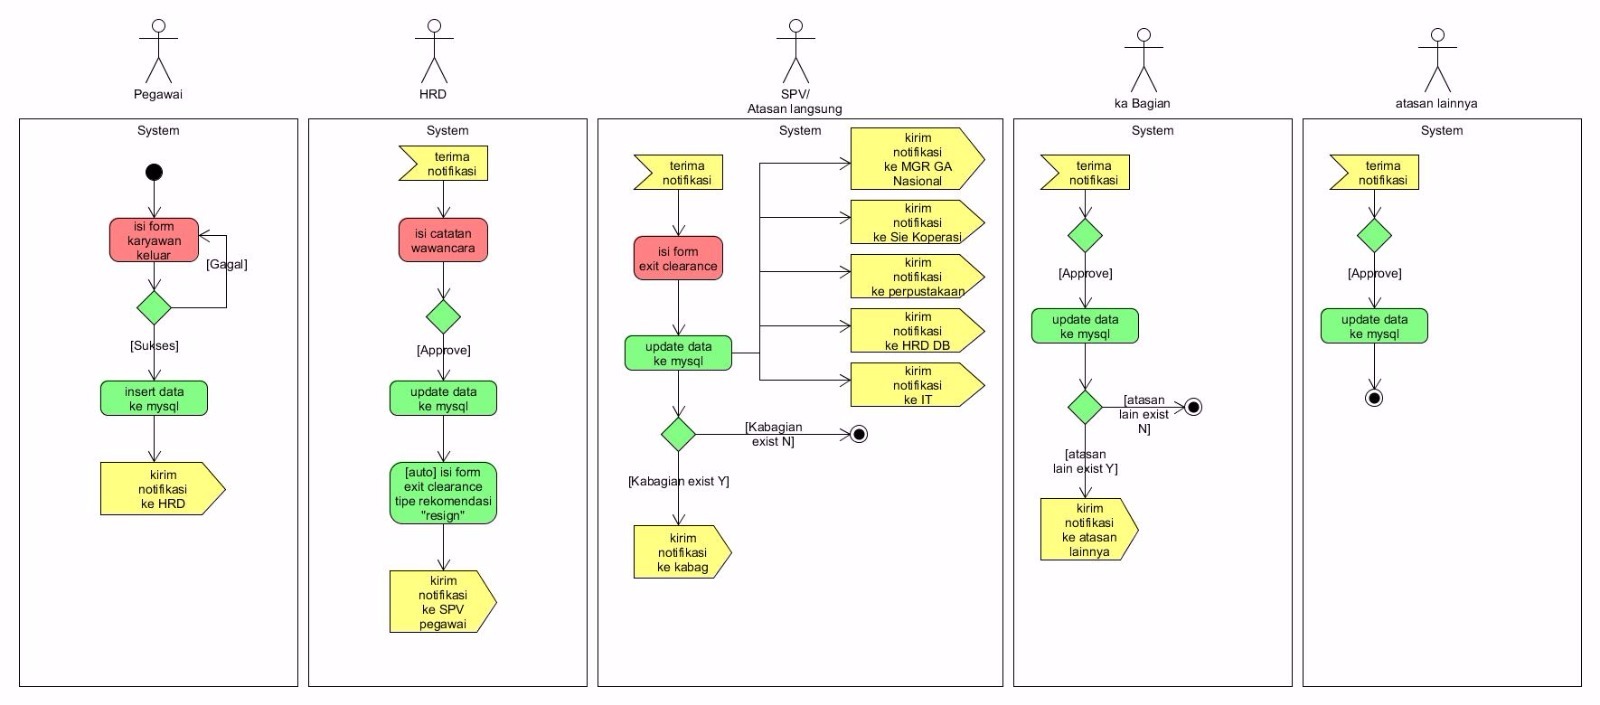 Pegawai
System
isi form
karyawan
keluar
[Gagal]
[Sukses]
insert data
ke mysql
kirim
notifikasi
ke HRD
HRD
System
terima
notifikasi
isi catatan
wawancara
[Approve]
update data
ke mysql
[auto] isi form
exit clearance
tipe rekomendasi
"resign"
kirim
notifikasi
ke SPV
pegawai
SPV/
Atasan langsung
System
terima
notifikasi
isi form
exit clearance
update data
ke mysql
kirim
notifikasi
ke MGR GA
Nasional
kirim
notifikasi
ke Sie Koperasi
kirim
notifikasi
ke perpustakaan
kirim
notifikasi
ke HRD DB
kirim
notifikasi
ke IT
[Kabagian
exist N]
[Kabagian exist Y]
kirim
notifikasi
ke kabag
ka Bagian
System
terima
notifikasi
[Approve]
update data
ke mysql
[atasan
lain exist
N]
[atasan
lain exist Y]
kirim
notifikasi
ke atasan
lainnya
atasan lainnya
System
terima
notifikasi
[Approve]
update data
ke mysql